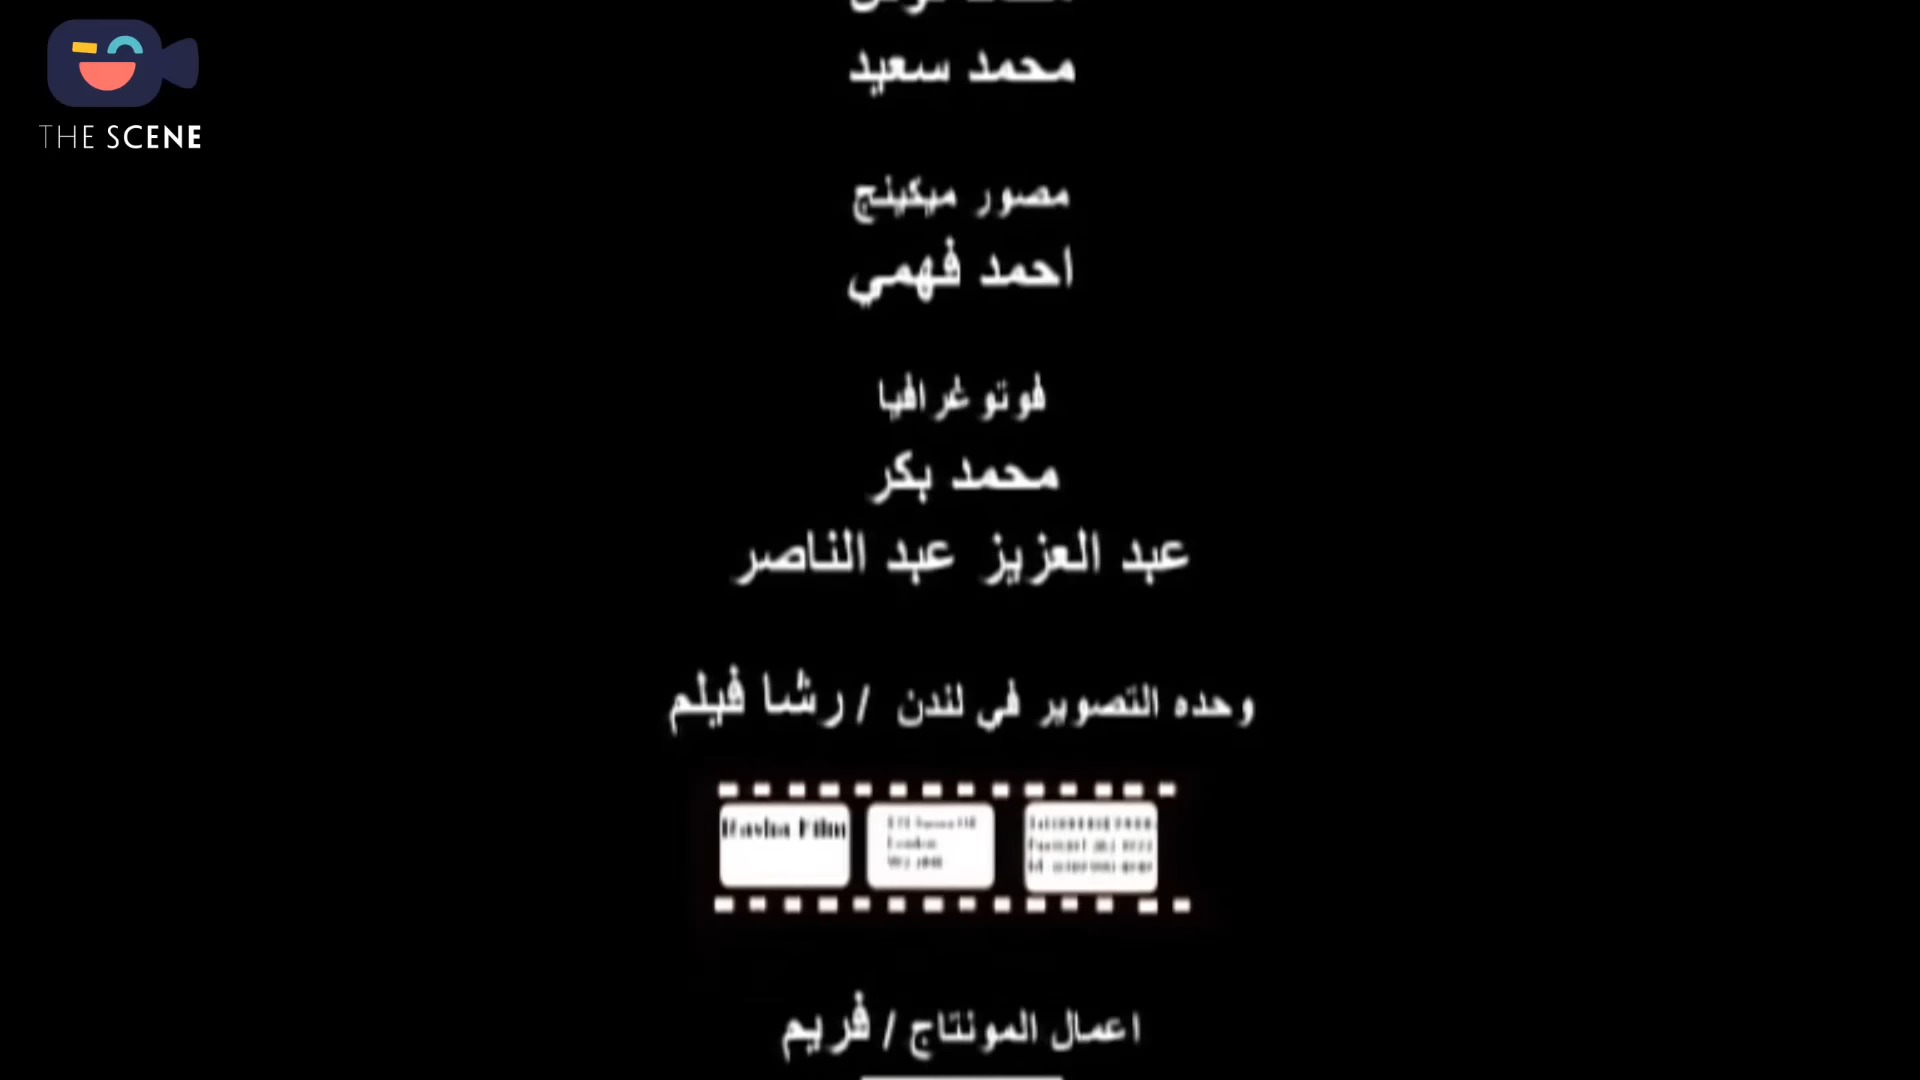 THE SCENE
محمد سعيد
مصور ميكينج
احمد فهمي
فوتوغرافيا
محمد بكر
عبد العزيز عبد الناصر
وحده التصوير في لندن / رشا فيلم
Rasha Film
London
اعمال المونتاج / فريم